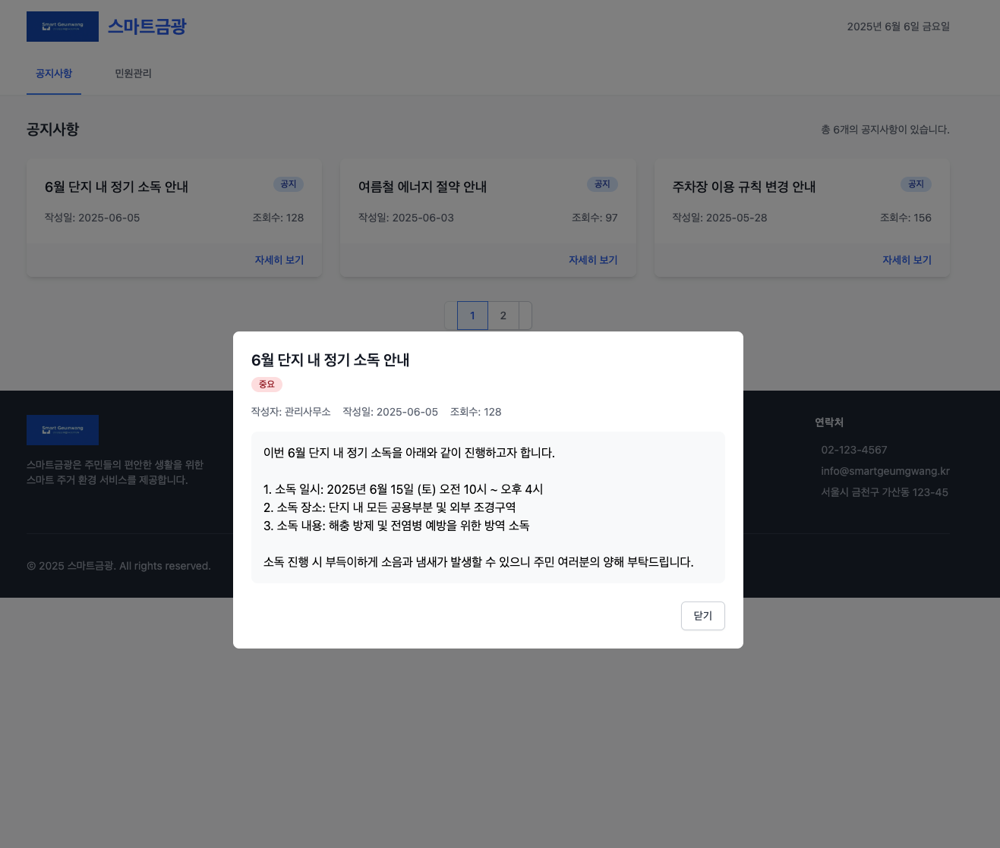 Smart Geumwang
스마트금광
2025년 6월 6일 금요일
공지사항
민원관리
공지사항
총 6개의 공지사항이 있습니다.
6월 단지 내 정기 소독 안내
공지
작성일: 2025-06-05
조회수: 128
자세히 보기
여름철 에너지 절약 안내
공지
작성일: 2025-06-03
조회수: 97
자세히 보기
주차장 이용 규칙 변경 안내
공지
작성일: 2025-05-28
조회수: 156
자세히 보기
1
2
6월 단지 내 정기 소독 안내
중요
작성자: 관리사무소
작성일: 2025-06-05
조회수: 128
이번 6월 단지 내 정기 소독을 아래와 같이 진행하고자 합니다.
1. 소독 일시: 2025년 6월 15일 (토) 오전 10시 ~ 오후 4시
2. 소독 장소: 단지 내 모든 공용부분 및 외부 조경구역
3. 소독 내용: 해충 방제 및 전염병 예방을 위한 방역 소독
소독 진행 시 부득이하게 소음과 냄새가 발생할 수 있으니 주민 여러분의 양해 부탁드립니다.
닫기
Smart Geumwang
스마트금광은 주민들의 편안한 생활을 위한
스마트 주거 환경 서비스를 제공합니다.
연락처
02-123-4567
info@smartgeumgwang.kr
서울시 금천구 가산동 123-45
© 2025 스마트금광. All rights reserved.